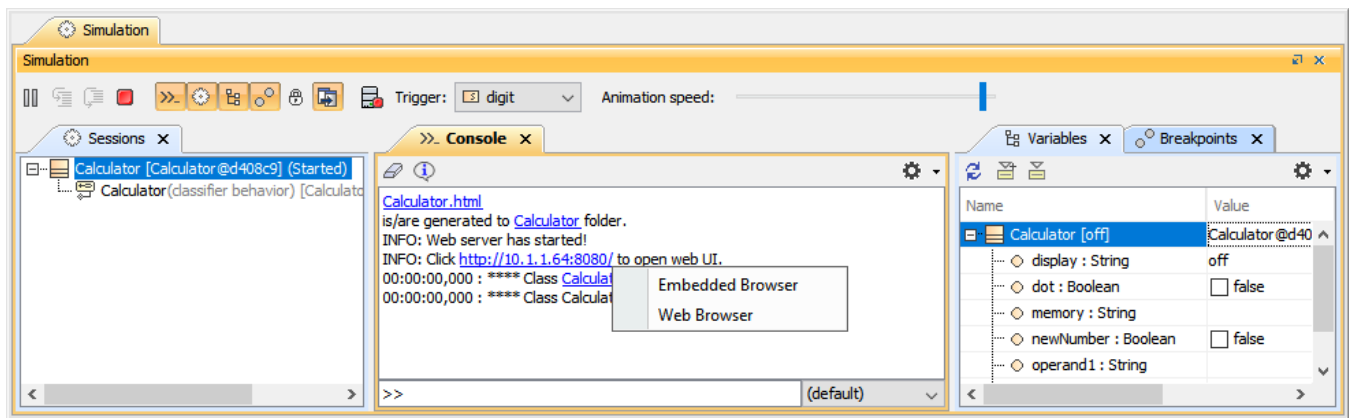 Simulation
Simulation
Trigger: digit Animation speed:
Sessions
Calculator [Calculator@d408c9] (Started)
Calculator(classifier behavior) [Calculato
Console
Calculator.html
is/are generated to Calculator folder.
INFO: Web server has started!
INFO: Click http://10.1.1.64:8080/ to open web UI.
00:00:00,000 : **** Class Calculat
00:00:00,000 : **** Class Calculat
Embedded Browser
Web Browser
>> (default)
Variables Breakpoints
Name Value
Calculator [off] Calculator@d40
display : String off
dot : Boolean false
memory : String
newNumber : Boolean false
operand1 : String